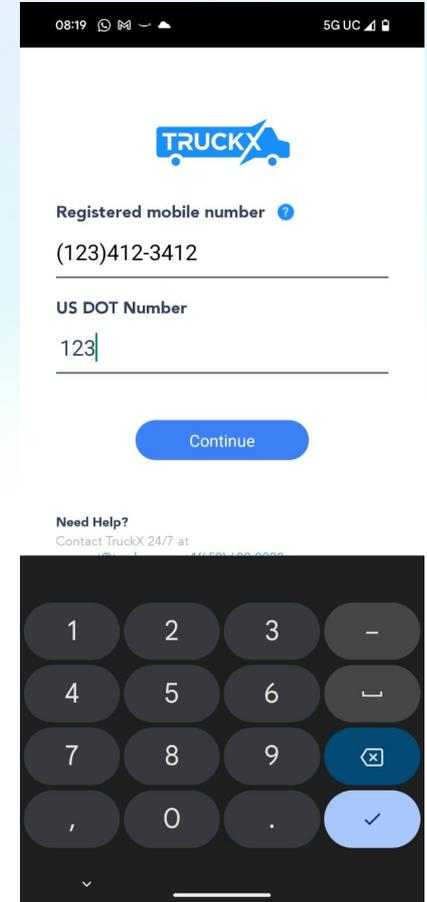 08:19
5G UC
TRUCKX
Registered mobile number ?
(123)412-3412
US DOT Number
123
Continue
Need Help?
Contact TruckX 24/7 at
1 2 3 –
4 5 6
7 8 9
, 0 .